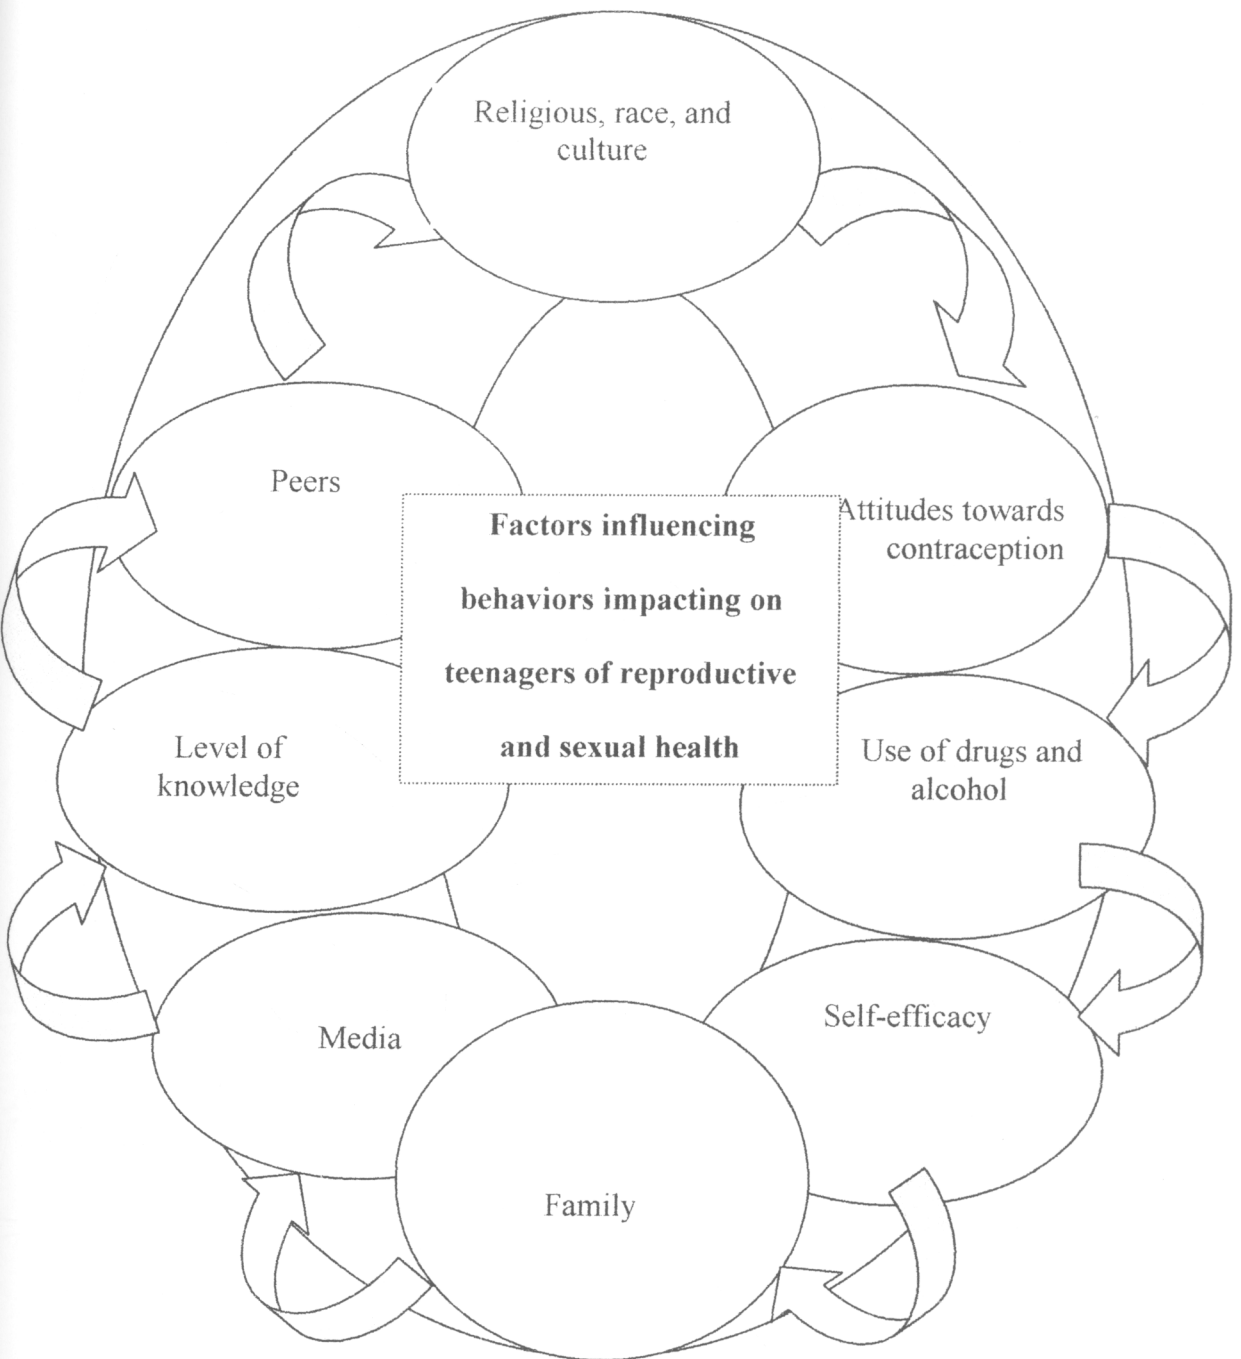 Religious, race, and
culture
Peers
Attitudes towards
contraception
Factors influencing
behaviors impacting on
teenagers of reproductive
and sexual health
Level of
knowledge
Use of drugs and
alcohol
Media
Self-efficacy
Family